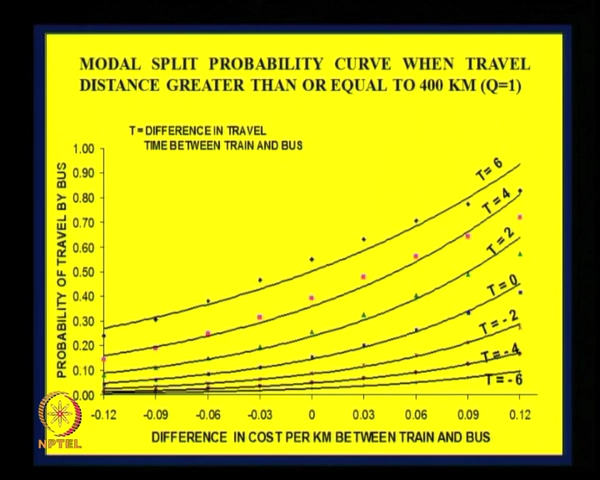 MODAL SPLIT PROBABILITY CURVE WHEN TRAVEL
DISTANCE GREATER THAN OR EQUAL TO 400 KM (Q=1)
T = DIFFERENCE IN TRAVEL
TIME BETWEEN TRAIN AND BUS
PROBABILITY OF TRAVEL BY BUS
1.00
0.90
0.80
0.70
0.60
0.50
0.40
0.30
0.20
0.10
0.00
T= 6
T = 4
T = 2
T = 0
T = - 2
T = - 4
T = - 6
-0.12 -0.09 -0.06 -0.03 0 0.03 0.06 0.09 0.12
DIFFERENCE IN COST PER KM BETWEEN TRAIN AND BUS
NPTEL